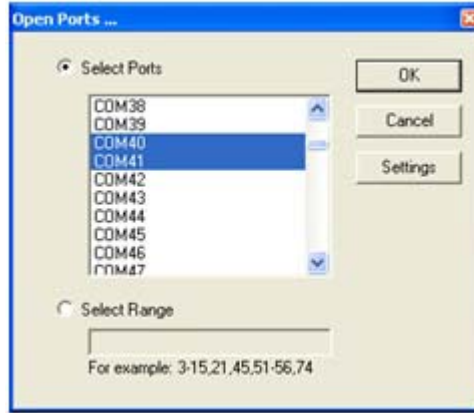 Open Ports ...
Select Ports
OK
COM38
COM39
Cancel
COM40
COM41
Settings
COM42
COM43
COM44
COM45
COM46
COM47
Select Range
For example: 3-15,21,45,51-56,74